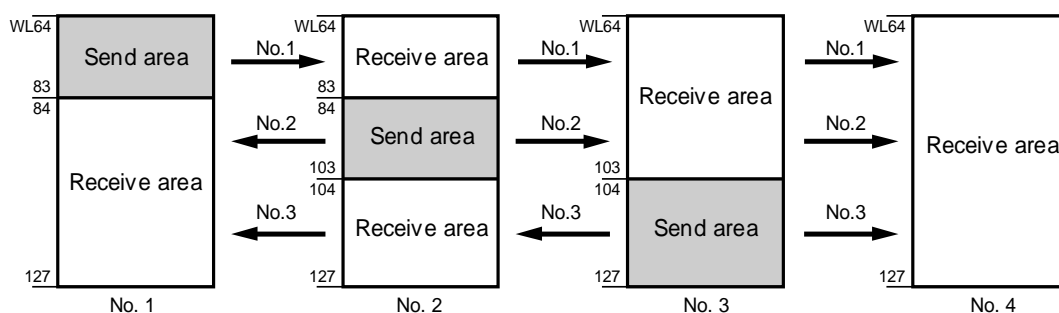 WL64
Send area
83
84
Receive area
127
No. 1
No.1
No.2
No.3
WL64
Receive area
83
84
Send area
103
104
Receive area
127
No. 2
No.1
No.2
No.3
WL64
Receive area
103
104
Send area
127
No. 3
No.1
No.2
No.3
WL64
Receive area
127
No. 4